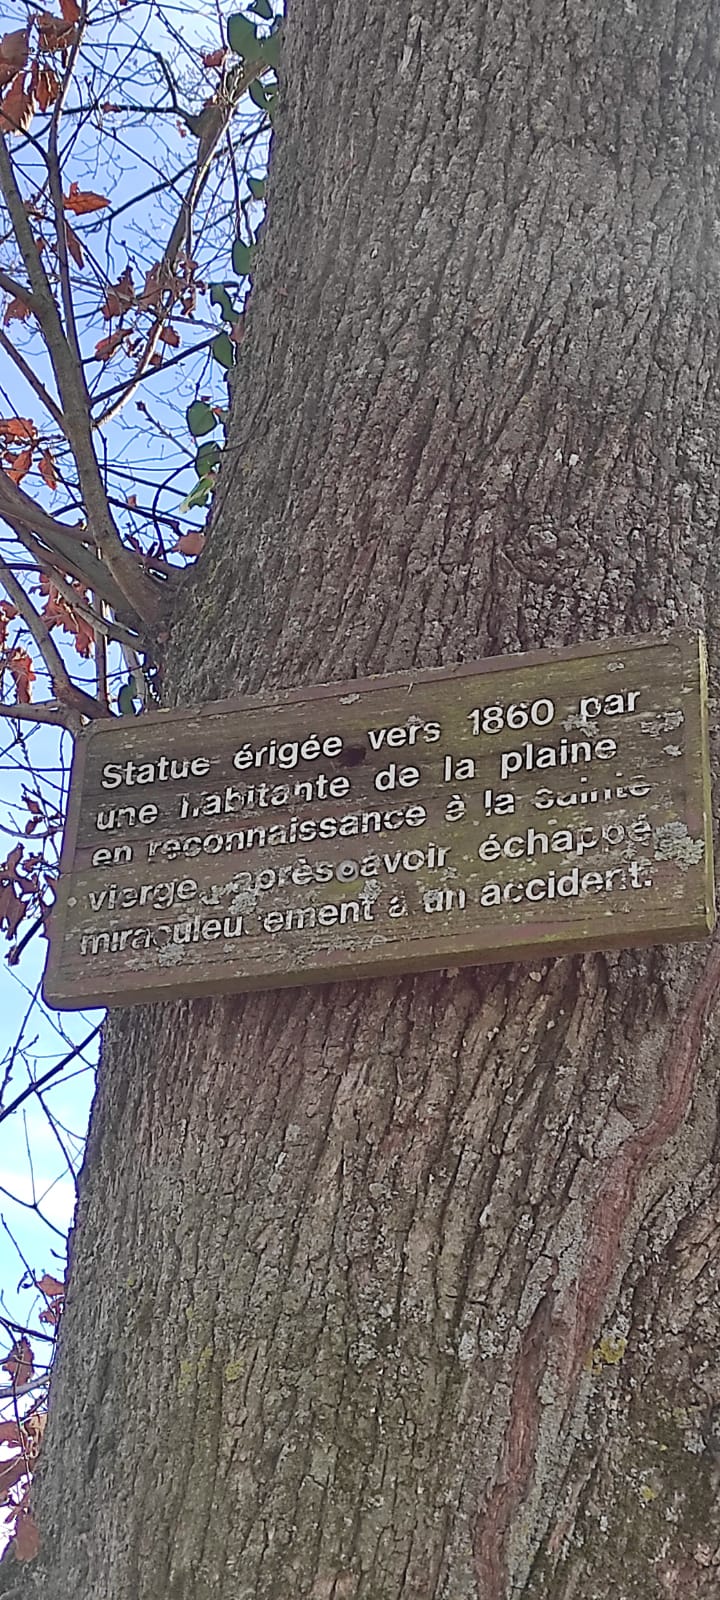 Statue érigée vers 1860 par
une habitante de la plaine
en reconnaissance à la sainte
vierge, après avoir échappé
miraculeusement à un accident.